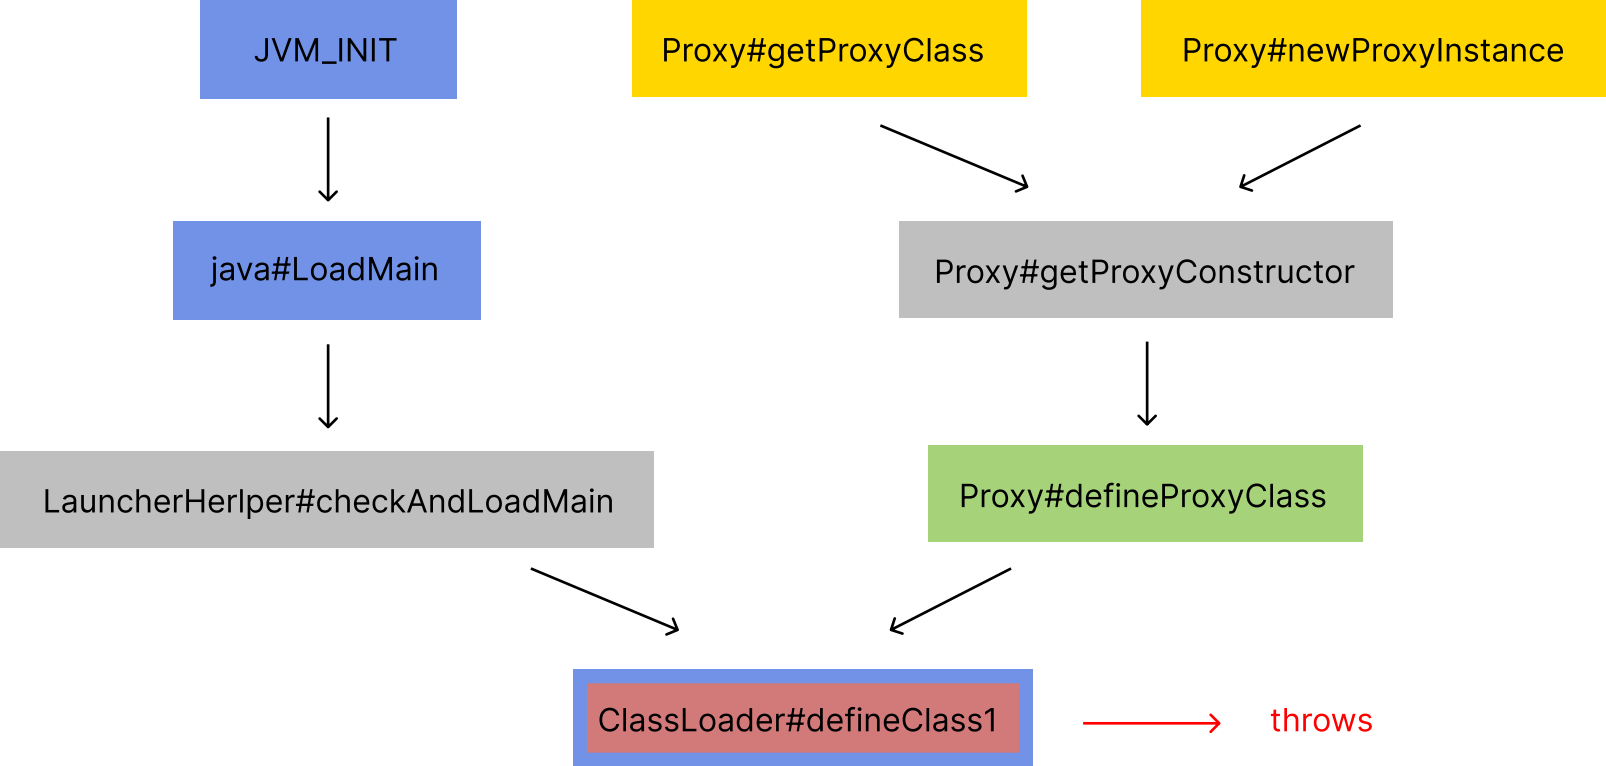 JVM_INIT
Proxy#getProxyClass
Proxy#newProxyInstance
java#LoadMain
Proxy#getProxyConstructor
LauncherHerlper#checkAndLoadMain
Proxy#defineProxyClass
ClassLoader#defineClass1
throws